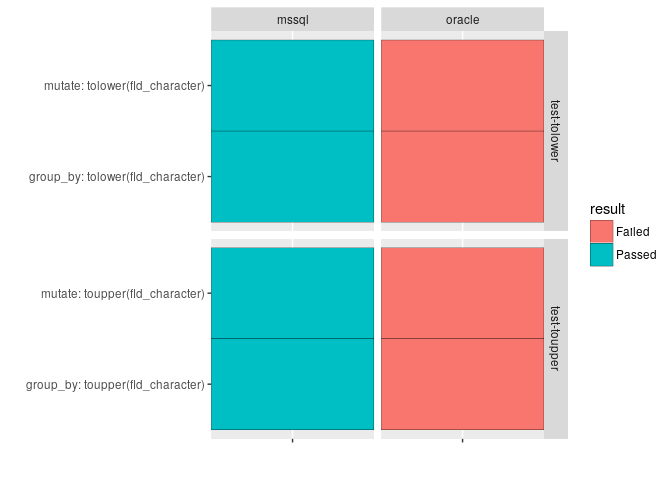 mssql
oracle
mutate: tolower(fld_character)
group_by: tolower(fld_character)
test-tolower
mutate: toupper(fld_character)
group_by: toupper(fld_character)
test-toupper
result
Failed
Passed